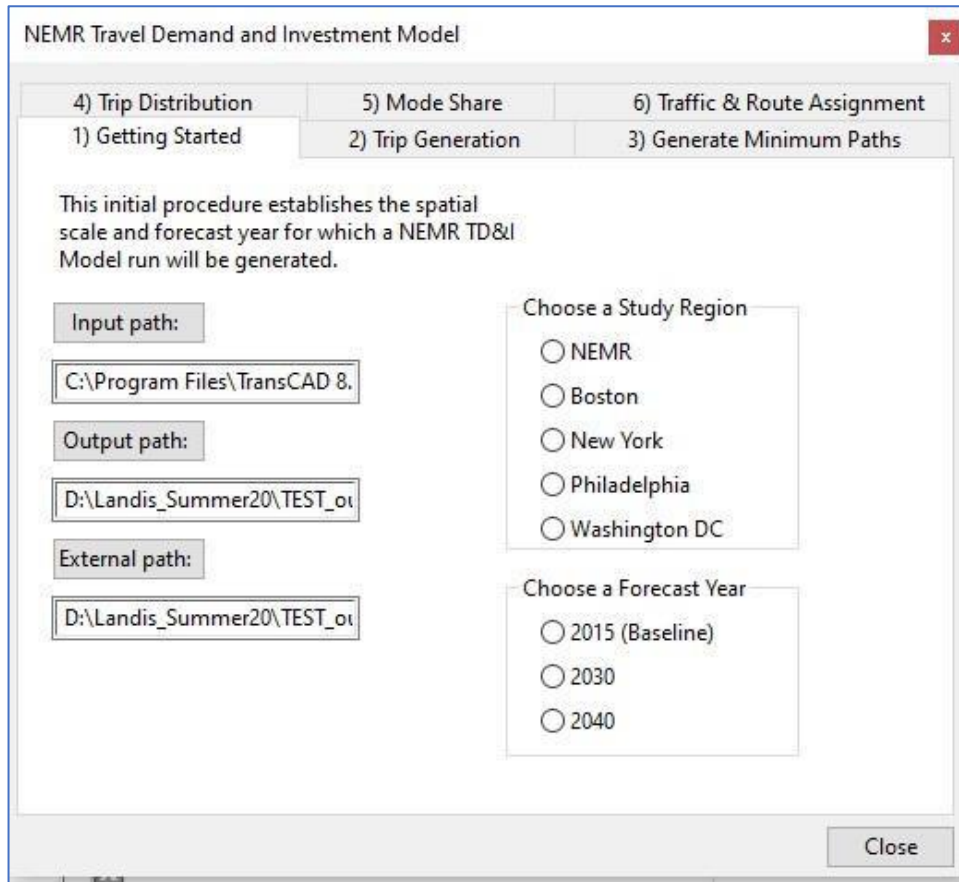 NEMR Travel Demand and Investment Model
x
4) Trip Distribution
5) Mode Share
6) Traffic & Route Assignment
1) Getting Started
2) Trip Generation
3) Generate Minimum Paths
This initial procedure establishes the spatial
scale and forecast year for which a NEMR TD&I
Model run will be generated.
Input path:
C:\Program Files\TransCAD 8.
Output path:
D:\Landis_Summer20\TEST_ou
External path:
D:\Landis_Summer20\TEST_ou
Choose a Study Region
NEMR
Boston
New York
Philadelphia
Washington DC
Choose a Forecast Year
2015 (Baseline)
2030
2040
Close